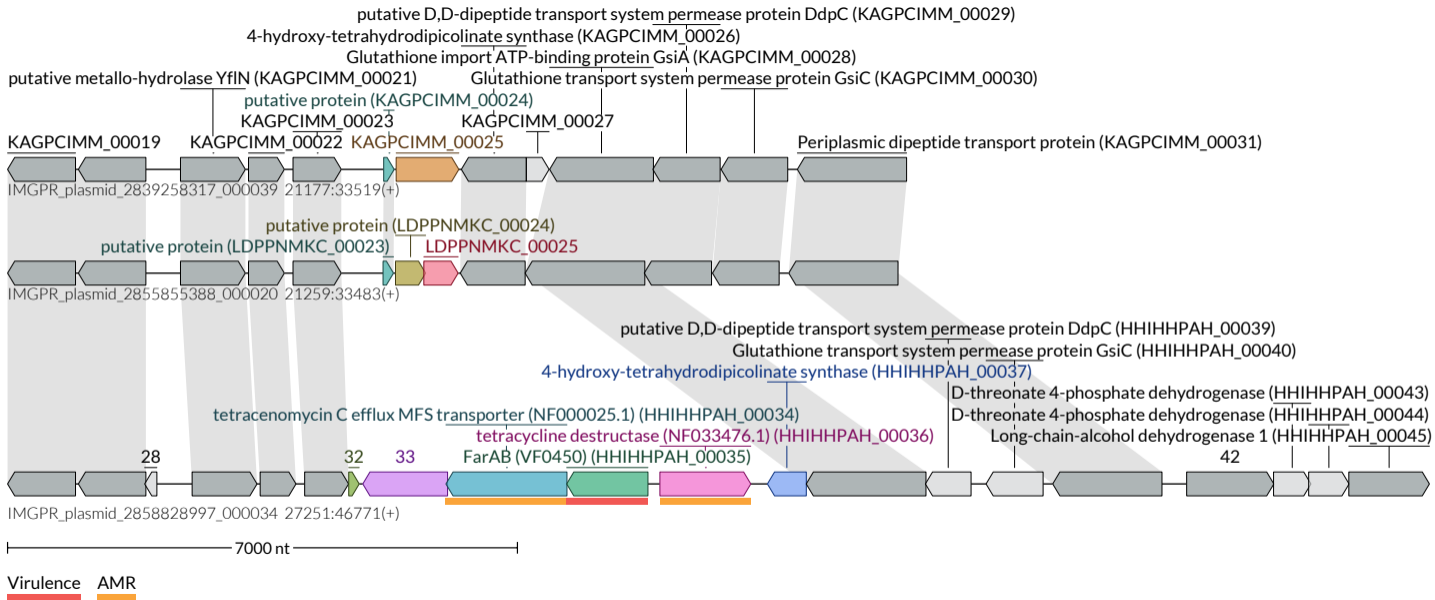 putative D,D-dipeptide transport system permease protein DdpC (KAGPCIMM_00029)
4-hydroxy-tetrahydrodipicolinate synthase (KAGPCIMM_00026)
Glutathione import ATP-binding protein GsiA (KAGPCIMM_00028)
putative metallo-hydrolase YflN (KAGPCIMM_00021)
Glutathione transport system permease protein GsiC (KAGPCIMM_00030)
putative protein (KAGPCIMM_00024)
KAGPCIMM_00023
KAGPCIMM_00027
KAGPCIMM_00019
KAGPCIMM_00022
KAGPCIMM_00025
Periplasmic dipeptide transport protein (KAGPCIMM_00031)
IMGPR_plasmid_2839258317_000039 21177:33519(+)
putative protein (LDPPNMKC_00024)
putative protein (LDPPNMKC_00023)
LDPPNMKC_00025
IMGPR_plasmid_2855855388_000020 21259:33483(+)
putative D,D-dipeptide transport system permease protein DdpC (HHIHHPAH_00039)
Glutathione transport system permease protein GsiC (HHIHHPAH_00040)
4-hydroxy-tetrahydrodipicolinate synthase (HHIHHPAH_00037)
D-threonate 4-phosphate dehydrogenase (HHIHHPAH_00043)
tetracenomycin C efflux MFS transporter (NF000025.1) (HHIHHPAH_00034)
D-threonate 4-phosphate dehydrogenase (HHIHHPAH_00044)
tetracycline destructase (NF033476.1) (HHIHHPAH_00036)
Long-chain-alcohol dehydrogenase 1 (HHIHHPAH_00045)
28
32
33
FarAB (VF0450) (HHIHHPAH_00035)
42
IMGPR_plasmid_2858828997_000034 27251:46771(+)
7000 nt
Virulence
AMR